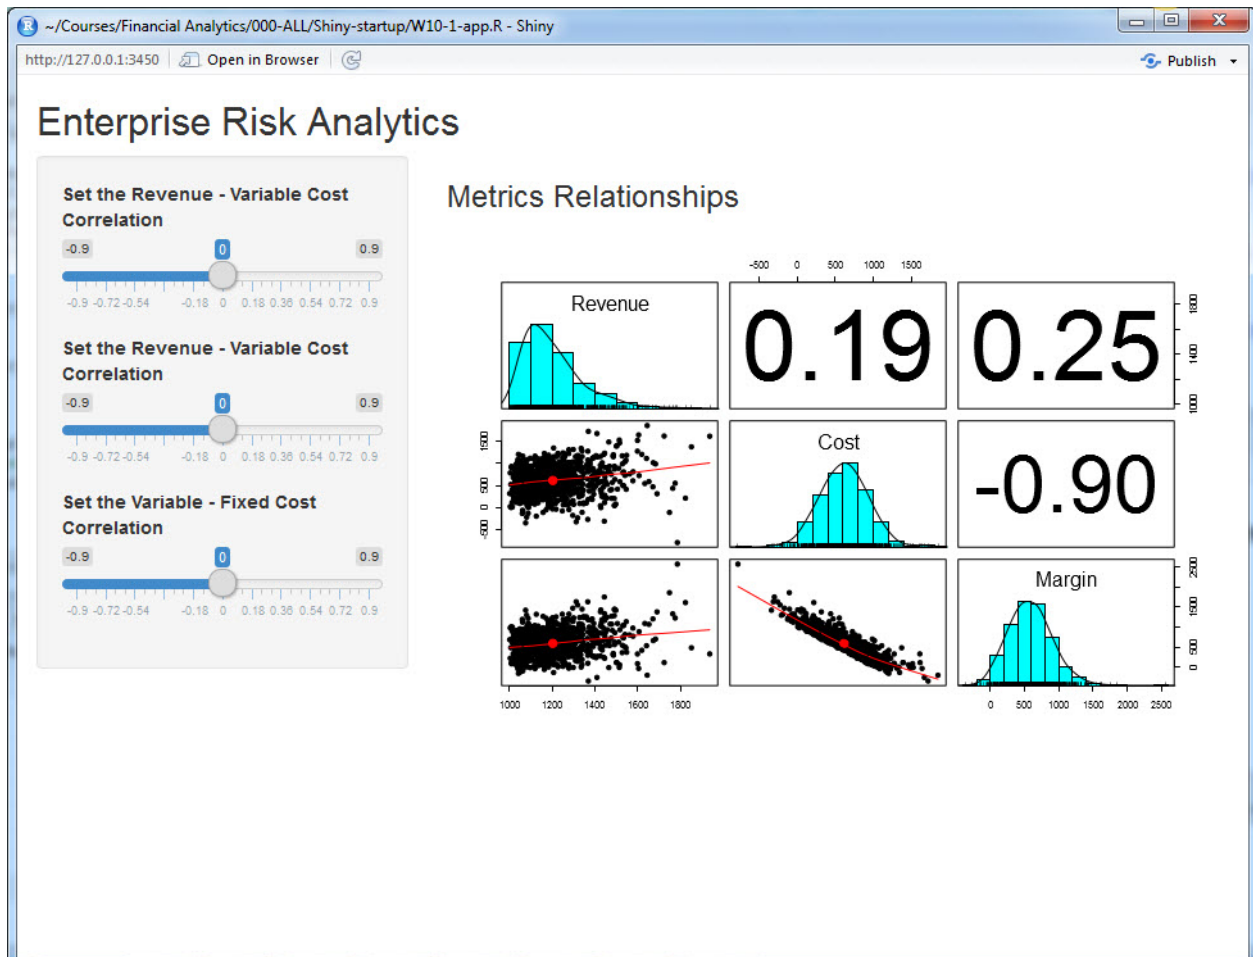 ~/Courses/Financial Analytics/000-ALL/Shiny-startup/W10-1-app.R - Shiny
http://127.0.0.1:3450 Open in Browser Publish
Enterprise Risk Analytics
Set the Revenue - Variable Cost
Correlation
-0.9 0 0.9
-0.9 -0.72 -0.54 -0.18 0 0.18 0.36 0.54 0.72 0.9
Set the Revenue - Variable Cost
Correlation
-0.9 0 0.9
-0.9 -0.72 -0.54 -0.18 0 0.18 0.36 0.54 0.72 0.9
Set the Variable - Fixed Cost
Correlation
-0.9 0 0.9
-0.9 -0.72 -0.54 -0.18 0 0.18 0.36 0.54 0.72 0.9
Metrics Relationships
-500 0 500 1000 1500
Revenue
0.19
0.25
1000 1400 1800
-500 0 500 1500
Cost
-0.90
Margin
0 500 1500 2500
1000 1200 1400 1600 1800
0 500 1000 1500 2000 2500